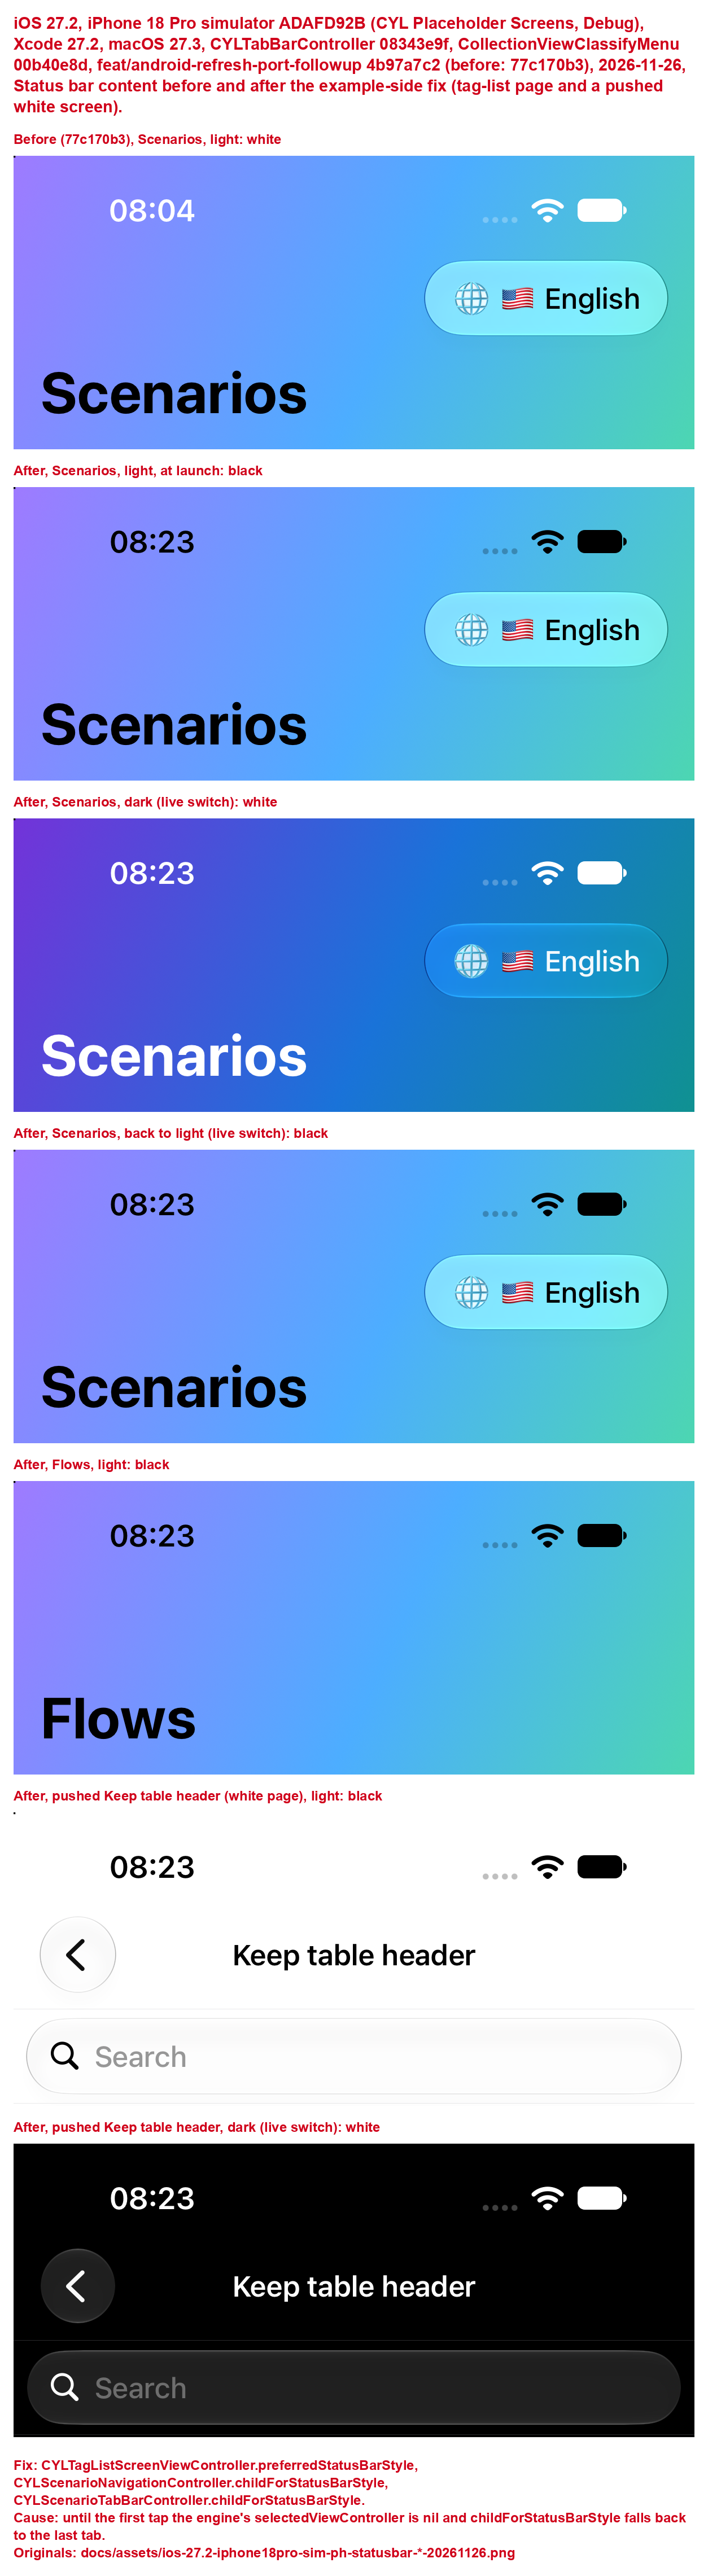 iOS 27.2, iPhone 18 Pro simulator ADAFD92B (CYL Placeholder Screens, Debug),
Xcode 27.2, macOS 27.3, CYLTabBarController 08343e9f, CollectionViewClassifyMenu
00b40e8d, feat/android-refresh-port-followup 4b97a7c2 (before: 77c170b3), 2026-11-26,
Status bar content before and after the example-side fix (tag-list page and a pushed
white screen).
Before (77c170b3), Scenarios, light: white
08:04
English
Scenarios
After, Scenarios, light, at launch: black
08:23
English
Scenarios
After, Scenarios, dark (live switch): white
08:23
English
Scenarios
After, Scenarios, back to light (live switch): black
08:23
English
Scenarios
After, Flows, light: black
08:23
Flows
After, pushed Keep table header (white page), light: black
08:23
Keep table header
Search
After, pushed Keep table header, dark (live switch): white
08:23
Keep table header
Search
Fix: CYLTagListScreenViewController.preferredStatusBarStyle,
CYLScenarioNavigationController.childForStatusBarStyle,
CYLScenarioTabBarController.childForStatusBarStyle.
Cause: until the first tap the engine's selectedViewController is nil and childForStatusBarStyle falls back
to the last tab.
Originals: docs/assets/ios-27.2-iphone18pro-sim-ph-statusbar-*-20261126.png